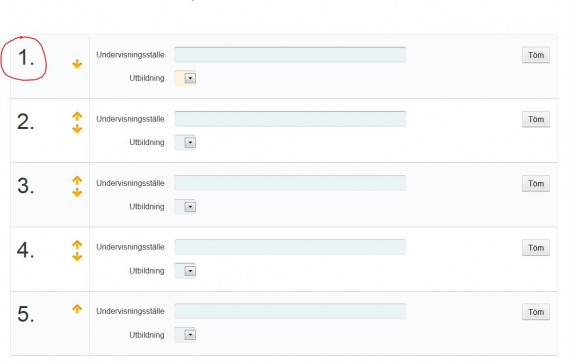 1.
Undervisningsställe
Töm
Utbildning
2.
Undervisningsställe
Töm
Utbildning
3.
Undervisningsställe
Töm
Utbildning
4.
Undervisningsställe
Töm
Utbildning
5.
Undervisningsställe
Töm
Utbildning